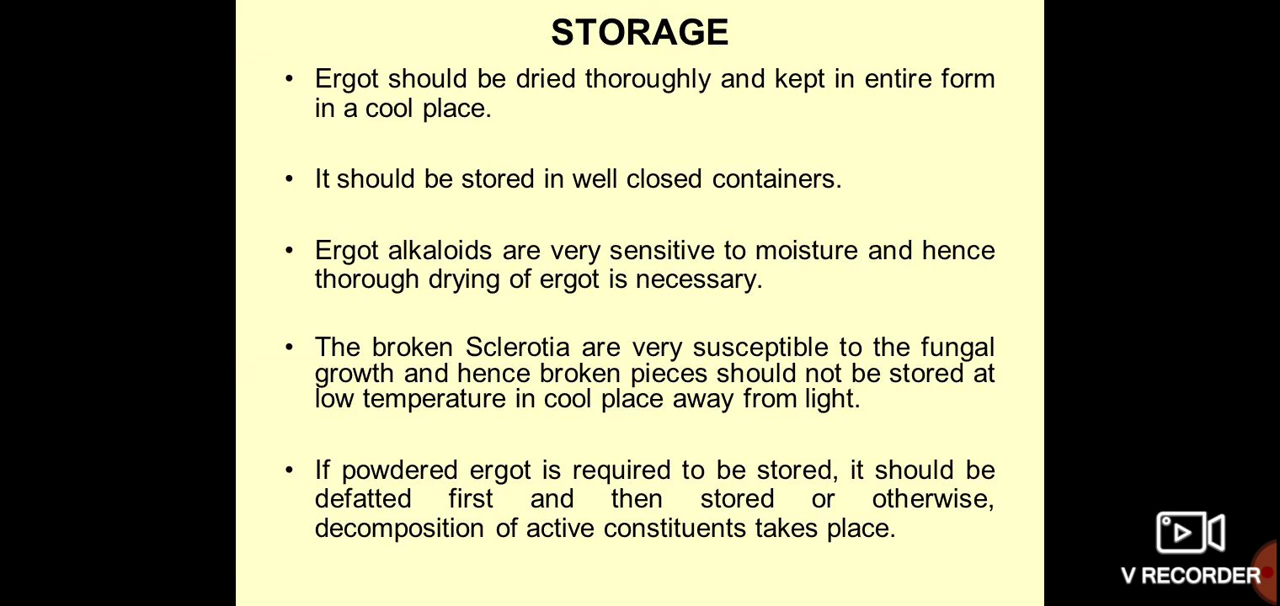 STORAGE
• Ergot should be dried thoroughly and kept in entire form
in a cool place.
• It should be stored in well closed containers.
• Ergot alkaloids are very sensitive to moisture and hence
thorough drying of ergot is necessary.
• The broken Sclerotia are very susceptible to the fungal
growth and hence broken pieces should not be stored at
low temperature in cool place away from light.
• If powdered ergot is required to be stored, it should be
defatted first and then stored or otherwise,
decomposition of active constituents takes place.
V RECORDER